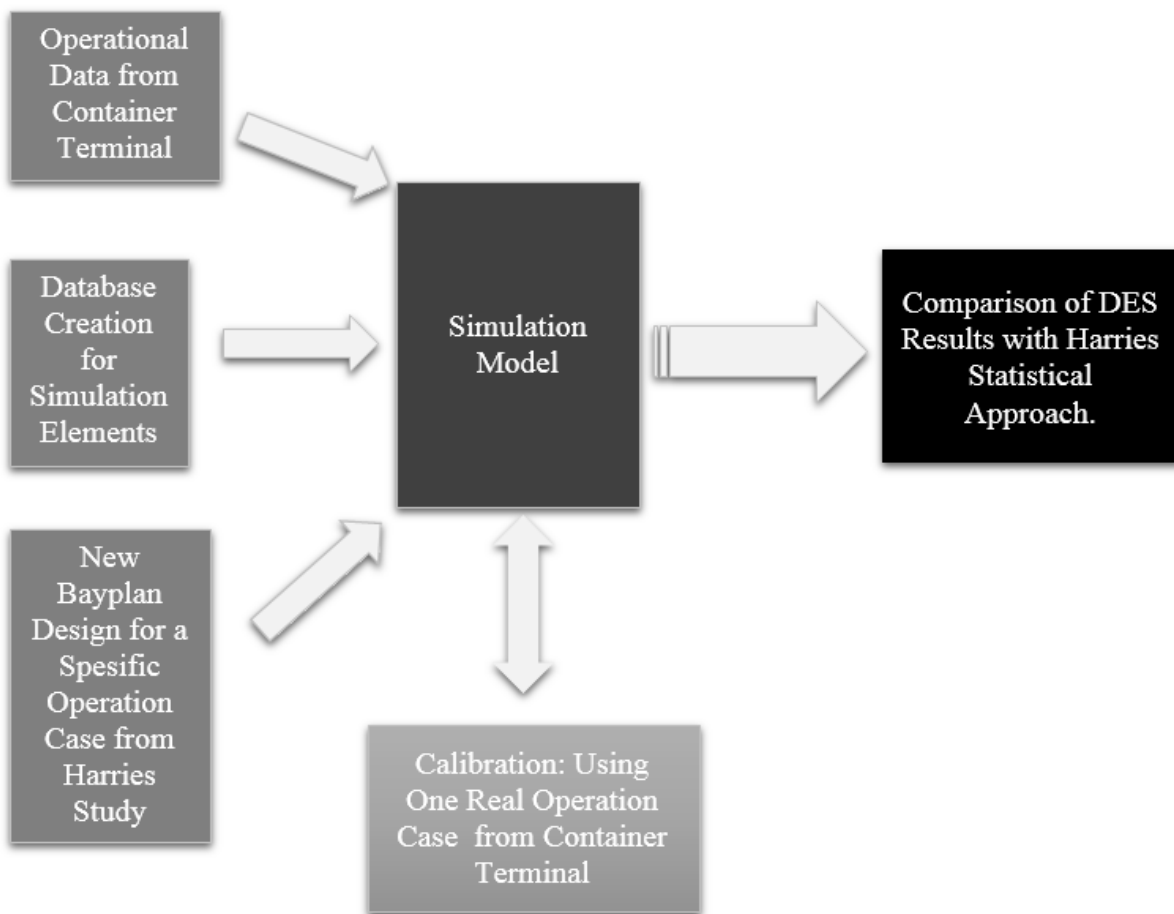 Operational
Data from
Container
Terminal
Database
Creation
for
Simulation
Elements
New
Bayplan
Design for a
Spesific
Operation
Case from
Harries
Study
Simulation
Model
Calibration: Using
One Real Operation
Case from Container
Terminal
Comparison of DES
Results with Harries
Statistical
Approach.